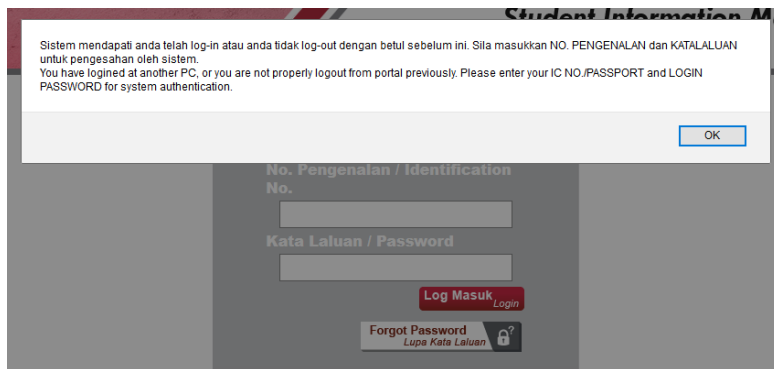 Student Information M
Sistem mendapati anda telah log-in atau anda tidak log-out dengan betul sebelum ini. Sila masukkan NO. PENGENALAN dan KATALALUAN
untuk pengesahan oleh sistem.
You have logined at another PC, or you are not properly logout from portal previously. Please enter your IC NO./PASSPORT and LOGIN
PASSWORD for system authentication.
OK
No. Pengenalan / Identification
No.
Kata Laluan / Password
Log Masuk
Login
Forgot Password
Lupa Kata Laluan
?